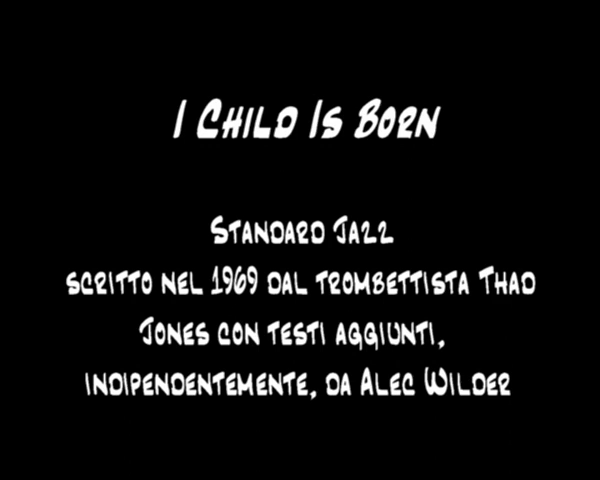 I Child Is Born
Standard Jazz
scritto nel 1969 dal trombettista Thad
Jones con testi aggiunti,
indipendentemente, da Alec Wilder